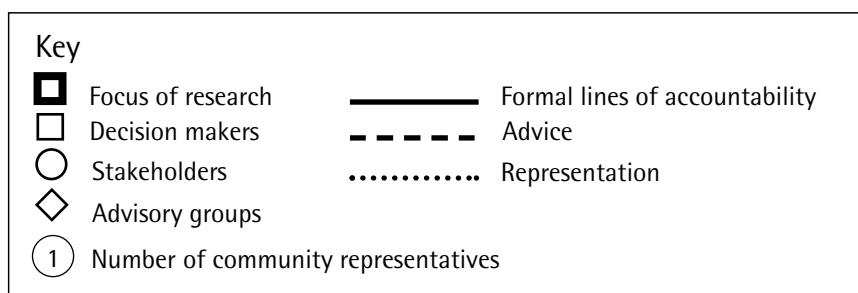 Key
Focus of research
Decision makers
Stakeholders
Advisory groups
1 Number of community representatives
Formal lines of accountability
Advice
Representation